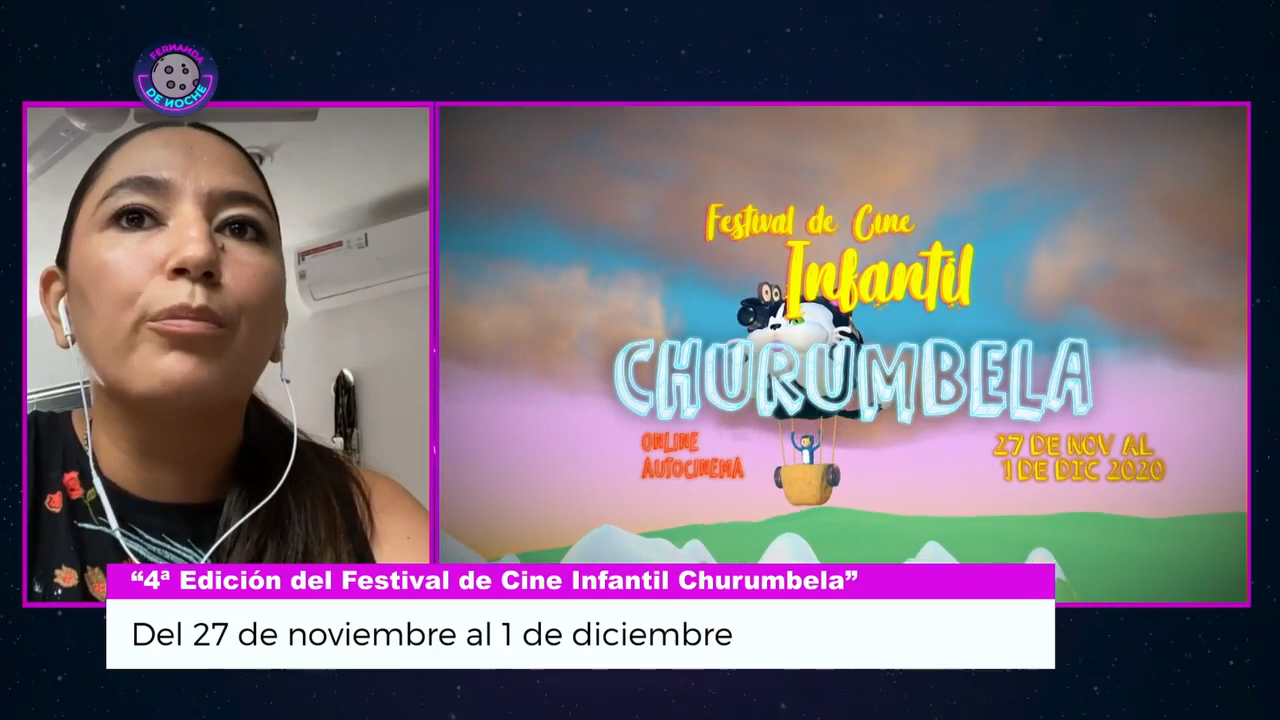 FERNANDA
DE NOCHE
Festival de Cine
Infantil
CHURUMBELA
ONLINE
AUTOCINEMA
27 DE NOV AL
1 DE DIC 2020
“4ª Edición del Festival de Cine Infantil Churumbela”
Del 27 de noviembre al 1 de diciembre